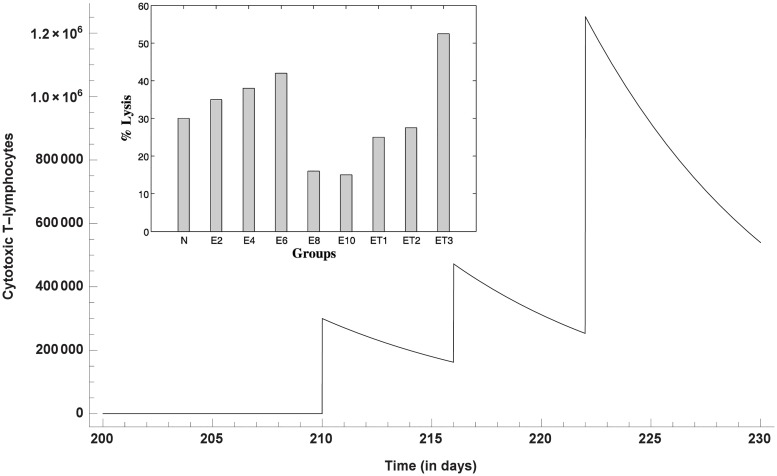 60
50
40
30
20
10
0
% Lysis
N E2 E4 E6 E8 E10 ET1 ET2 ET3
Groups
1.2 × 10⁶
1.0 × 10⁶
800 000
600 000
400 000
200 000
0
Cytotoxic T-lymphocytes
200 205 210 215 220 225 230
Time (in days)